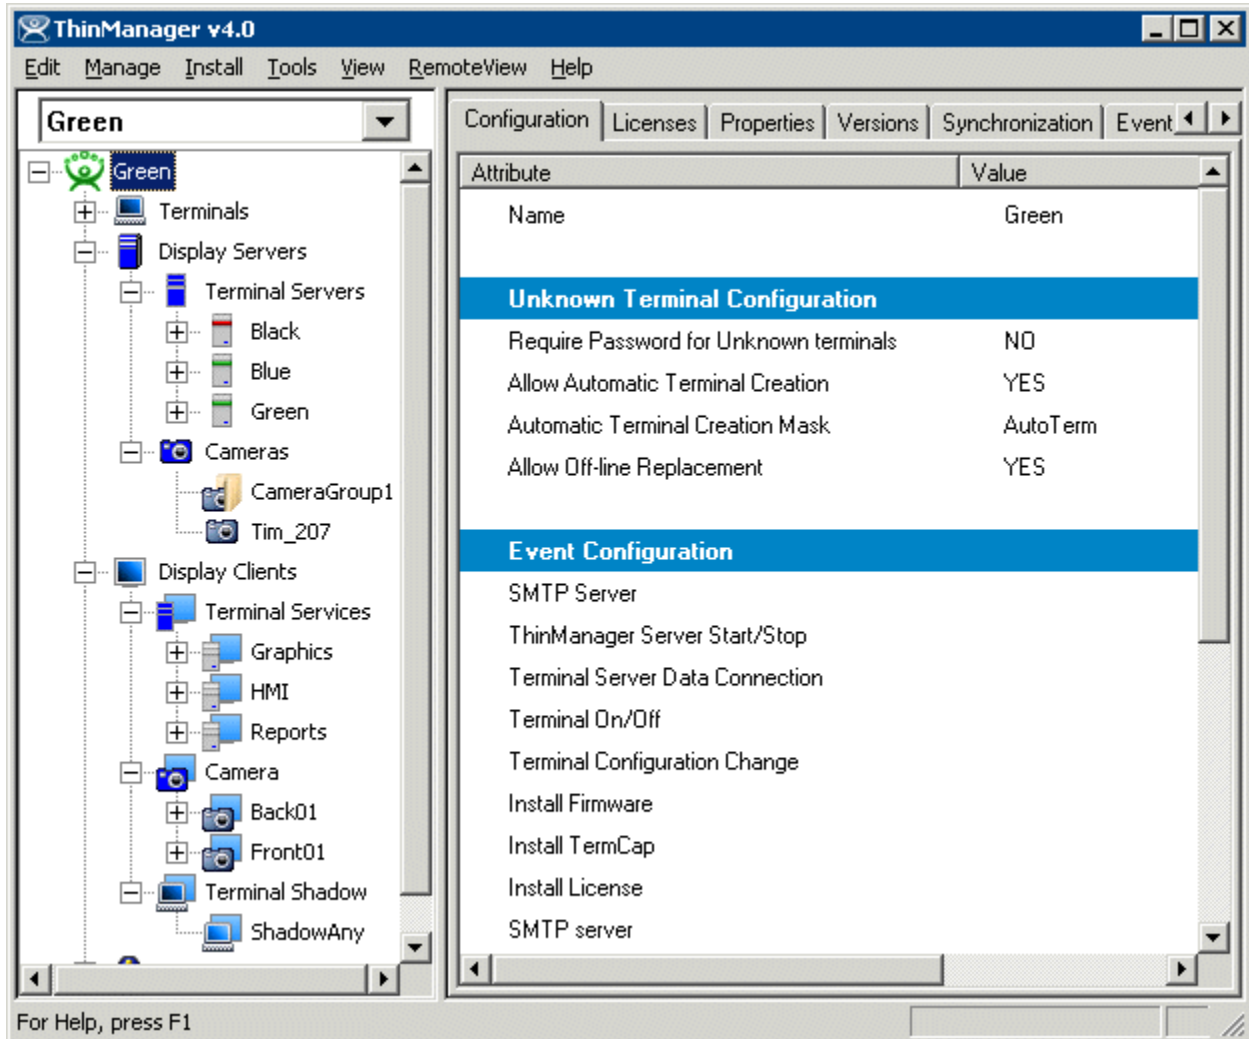 ThinManager v4.0
Edit Manage Install Tools View RemoteView Help
Green
Green
Terminals
Display Servers
Terminal Servers
Black
Blue
Green
Cameras
CameraGroup1
Tim_207
Display Clients
Terminal Services
Graphics
HMI
Reports
Camera
Back01
Front01
Terminal Shadow
ShadowAny
Configuration Licenses Properties Versions Synchronization Event
Attribute Value
Name Green
Unknown Terminal Configuration
Require Password for Unknown terminals NO
Allow Automatic Terminal Creation YES
Automatic Terminal Creation Mask AutoTerm
Allow Off-line Replacement YES
Event Configuration
SMTP Server
ThinManager Server Start/Stop
Terminal Server Data Connection
Terminal On/Off
Terminal Configuration Change
Install Firmware
Install TermCap
Install License
SMTP server
For Help, press F1